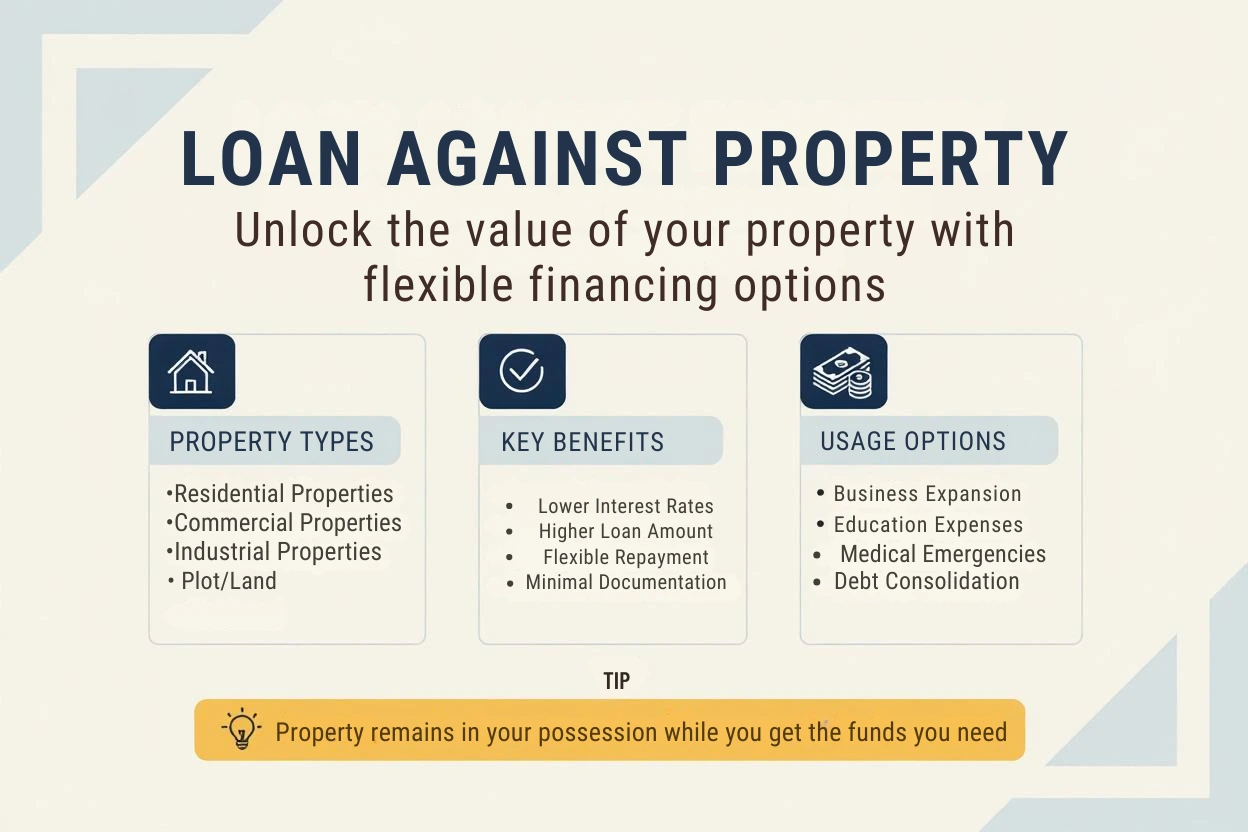 LOAN AGAINST PROPERTY
Unlock the value of your property with
flexible financing options
PROPERTY TYPES
•Residential Properties
•Commercial Properties
•Industrial Properties
• Plot/Land
KEY BENEFITS
• Lower Interest Rates
• Higher Loan Amount
• Flexible Repayment
• Minimal Documentation
USAGE OPTIONS
• Business Expansion
• Education Expenses
• Medical Emergencies
• Debt Consolidation
TIP
Property remains in your possession while you get the funds you need